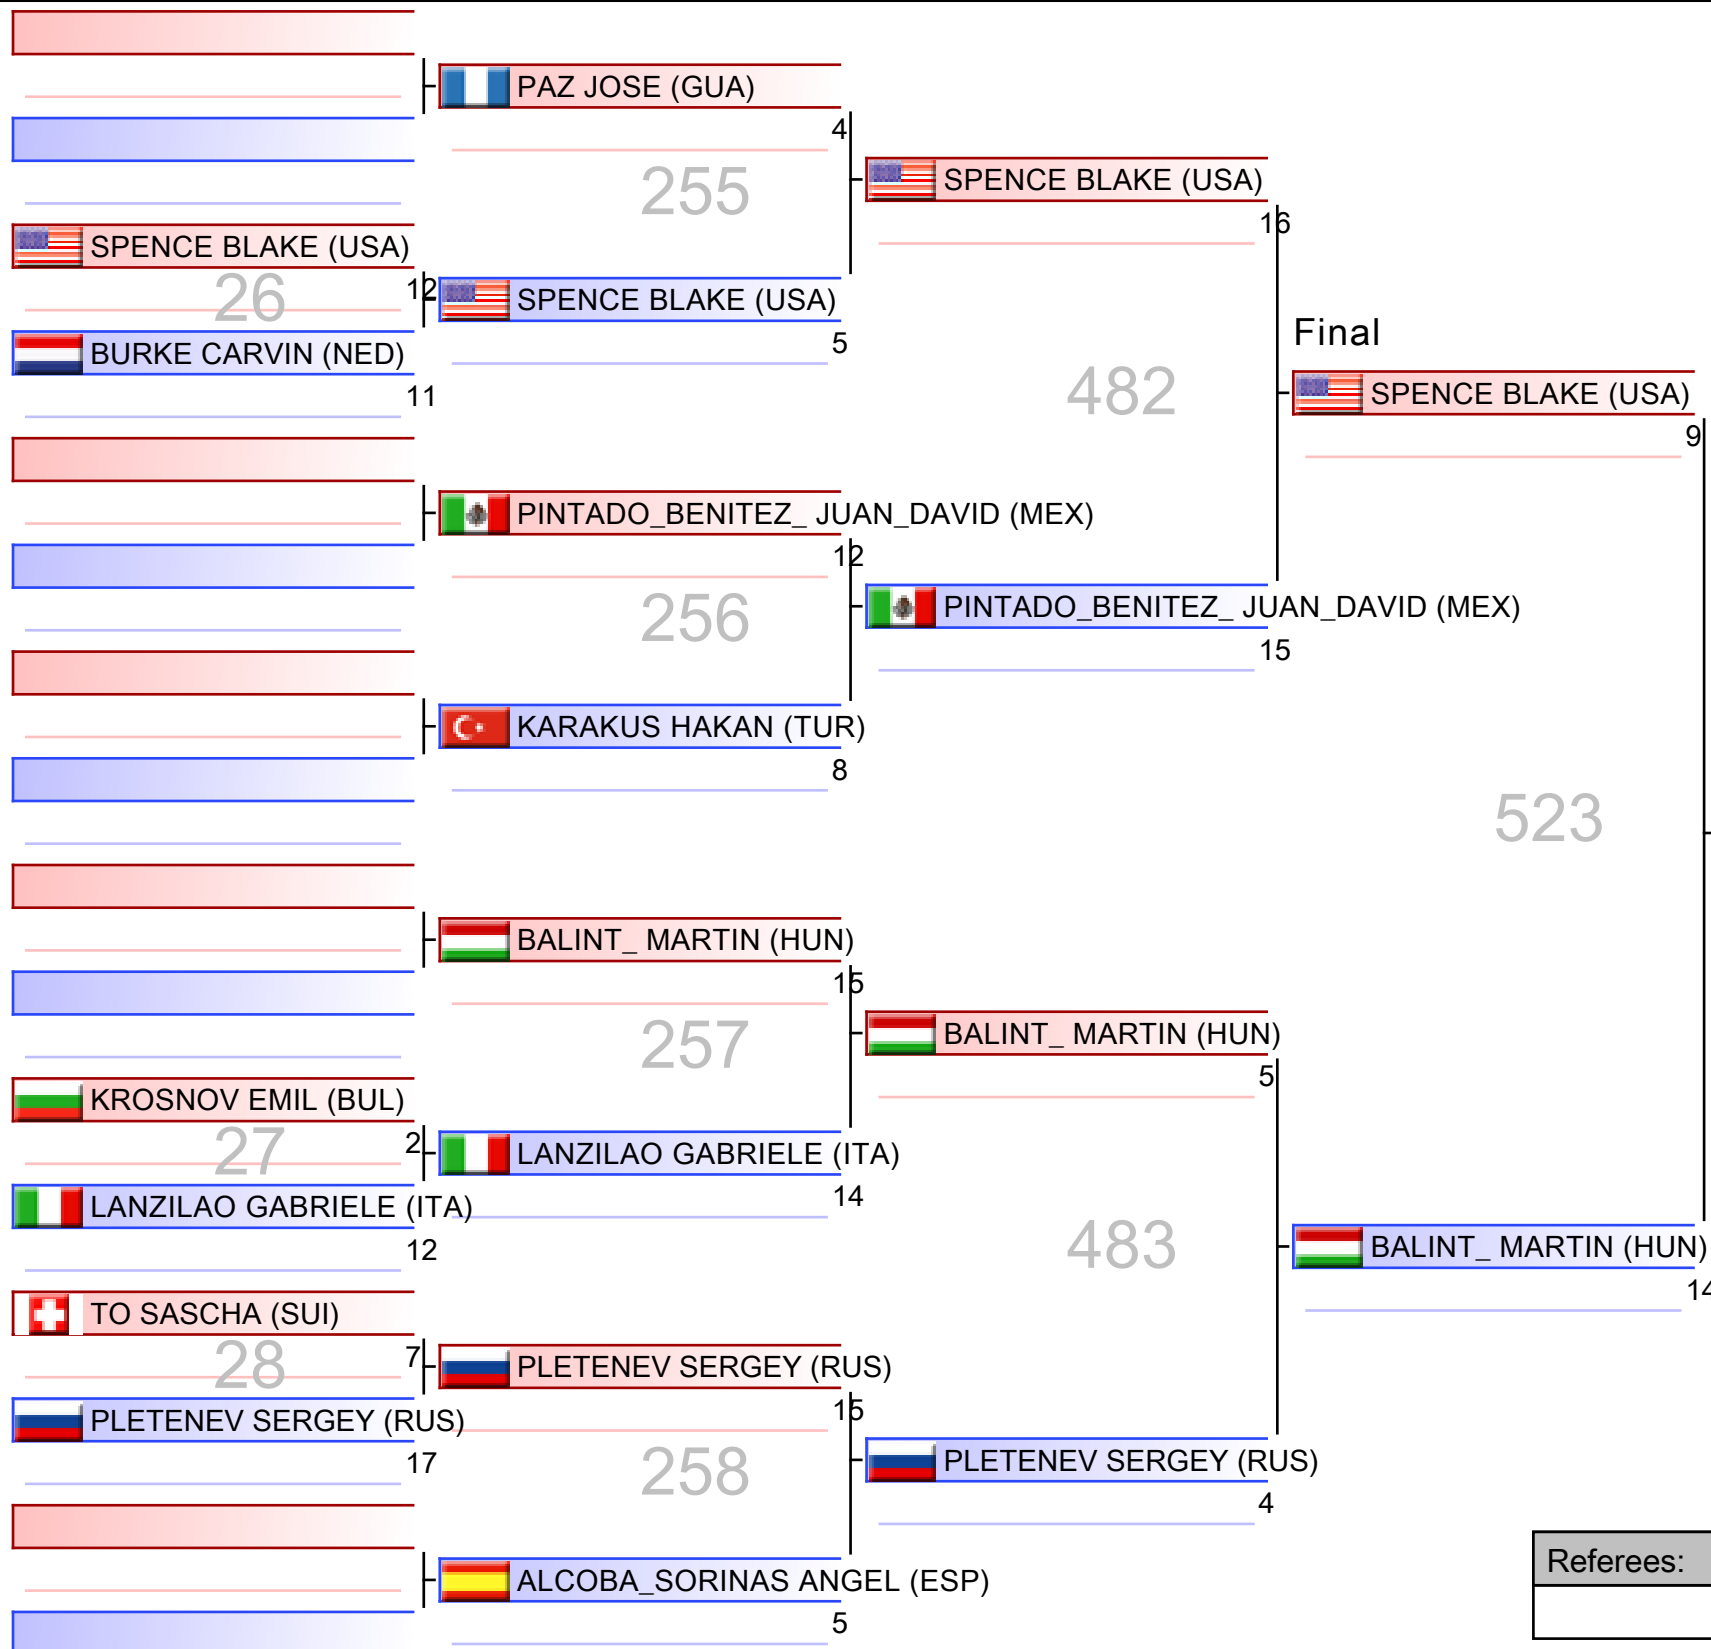 PAZ JOSE (GUA)
4
255
SPENCE BLAKE (USA)
16
SPENCE BLAKE (USA)
12
26
SPENCE BLAKE (USA)
5
BURKE CARVIN (NED)
11
Final
482
SPENCE BLAKE (USA)
9
PINTADO_BENITEZ_ JUAN_DAVID (MEX)
12
256
PINTADO_BENITEZ_ JUAN_DAVID (MEX)
15
KARAKUS HAKAN (TUR)
8
523
BALINT_ MARTIN (HUN)
15
257
BALINT_ MARTIN (HUN)
5
KROSNOV EMIL (BUL)
2
27
LANZILAO GABRIELE (ITA)
14
LANZILAO GABRIELE (ITA)
12
483
BALINT_ MARTIN (HUN)
14
TO SASCHA (SUI)
7
28
PLETENEV SERGEY (RUS)
15
PLETENEV SERGEY (RUS)
17
258
PLETENEV SERGEY (RUS)
4
ALCOBA_SORINAS ANGEL (ESP)
5
Referees: